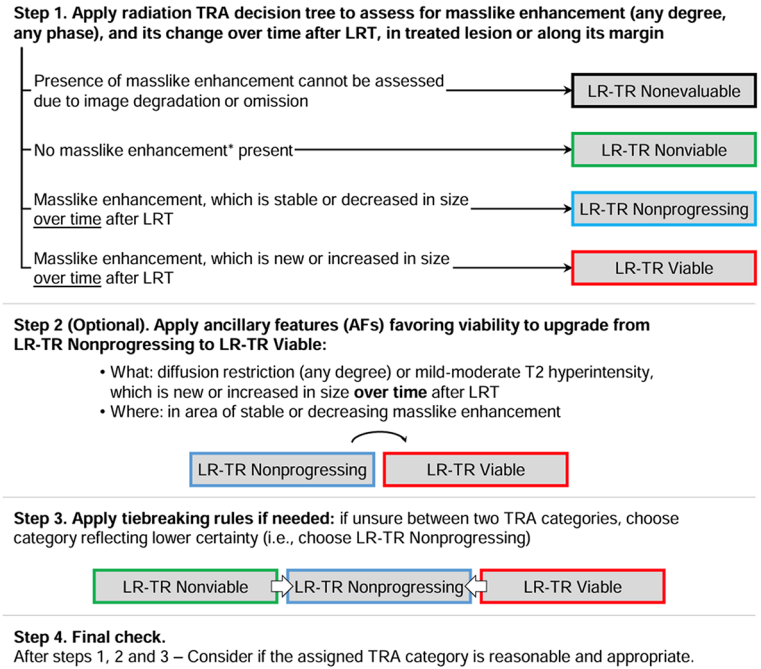 Step 1. Apply radiation TRA decision tree to assess for masslike enhancement (any degree,
any phase), and its change over time after LRT, in treated lesion or along its margin
Presence of masslike enhancement cannot be assessed
due to image degradation or omission
LR-TR Nonevaluable
No masslike enhancement* present
LR-TR Nonviable
Masslike enhancement, which is stable or decreased in size
over time after LRT
LR-TR Nonprogressing
Masslike enhancement, which is new or increased in size
over time after LRT
LR-TR Viable
Step 2 (Optional). Apply ancillary features (AFs) favoring viability to upgrade from
LR-TR Nonprogressing to LR-TR Viable:
• What: diffusion restriction (any degree) or mild-moderate T2 hyperintensity,
which is new or increased in size over time after LRT
• Where: in area of stable or decreasing masslike enhancement
LR-TR Nonprogressing
LR-TR Viable
Step 3. Apply tiebreaking rules if needed: if unsure between two TRA categories, choose
category reflecting lower certainty (i.e., choose LR-TR Nonprogressing)
LR-TR Nonviable
LR-TR Nonprogressing
LR-TR Viable
Step 4. Final check.
After steps 1, 2 and 3 – Consider if the assigned TRA category is reasonable and appropriate.